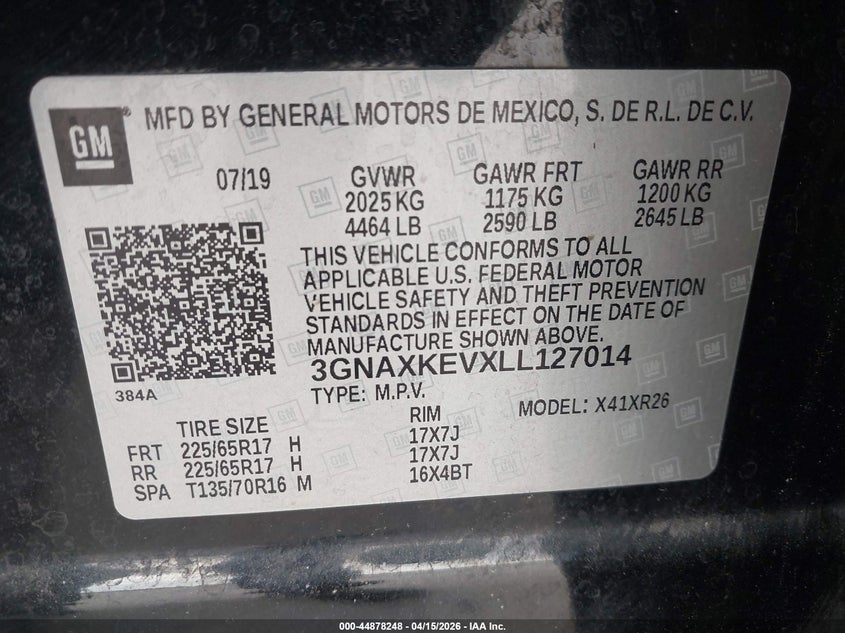 GM
® MFD BY GENERAL MOTORS DE MEXICO, S. DE R.L. DE C.V.
07/19
GVWR GAWR FRT GAWR RR
2025 KG 1175 KG 1200 KG
4464 LB 2590 LB 2645 LB
THIS VEHICLE CONFORMS TO ALL
APPLICABLE U.S. FEDERAL MOTOR
VEHICLE SAFETY AND THEFT PREVENTION
STANDARDS IN EFFECT ON THE DATE OF
MANUFACTURE SHOWN ABOVE.
3GNAXKEVXLL127014
384A
TYPE: M.P.V. MODEL: X41XR26
TIRE SIZE RIM
FRT 225/65R17 H 17X7J
RR 225/65R17 H 17X7J
SPA T135/70R16 M 16X4BT
000-44878248 - 04/15/2026 - IAA Inc.